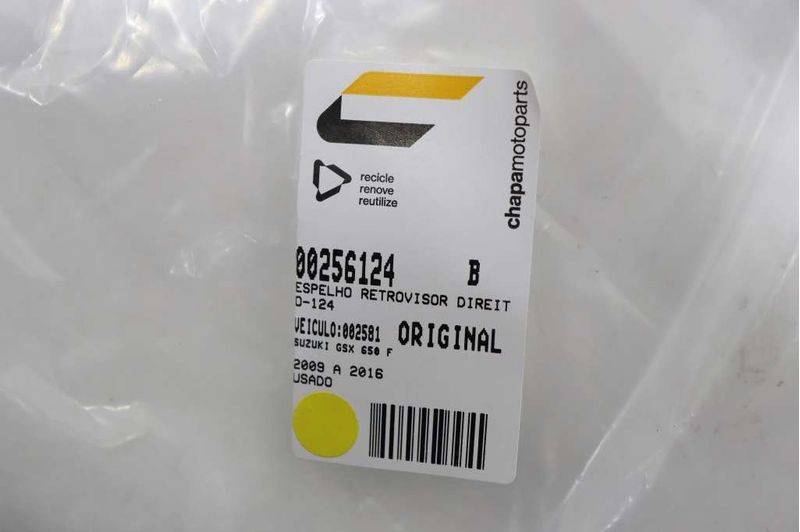 chapamotoparts
recicle
renove
reutilize
00256124 B
ESPELHO RETROVISOR DIREIT
O-124
VEICULO:002581 ORIGINAL
SUZUKI GSX 650 F
2009 A 2016
USADO